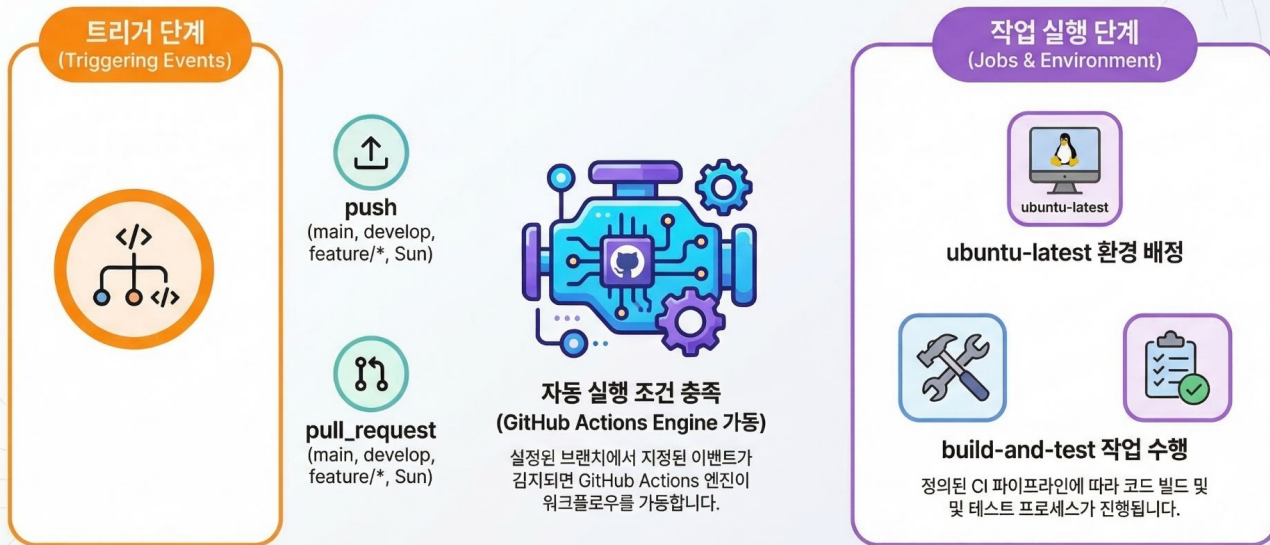 트리거 단계
(Triggering Events)
</>
</>
push
(main, develop,
feature/*, Sun)
pull_request
(main, develop,
feature/*, Sun)
자동 실행 조건 충족
(GitHub Actions Engine 가동)
실정왼 브랜치에서 지정된 이벤트가
김지되면 GitHub Actions 엔진이
워크플로우를 가동합니다.
작업 실행 단계
(Jobs & Environment)
ubuntu-latest
ubuntu-latest 환경 배정
build-and-test 작업 수행
정의된 CI 파이프라인에 따라 코드 빌드 및
및 테스트 프로세스가 진행됩니다.